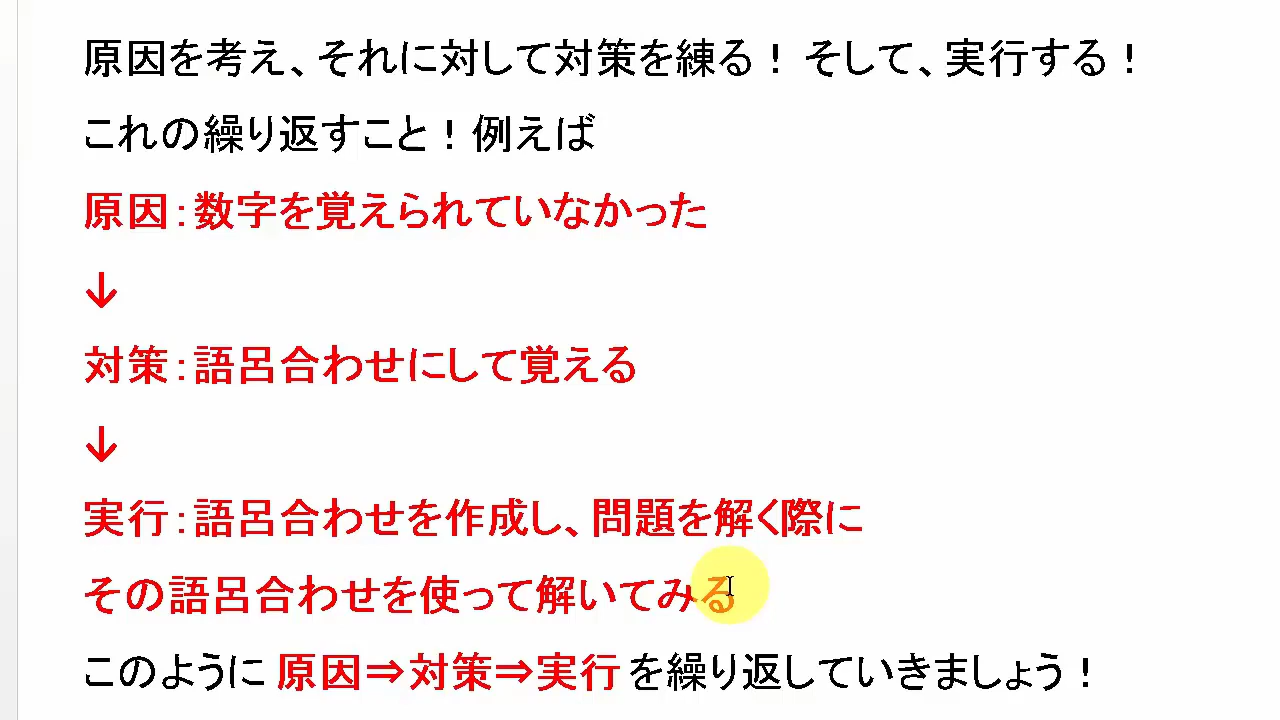 原因を考え、それに対して対策を練る！そして、実行する！
これの繰り返すこと！例えば
原因：数字を覚えられていなかった
↓
対策：語呂合わせにして覚える
↓
実行：語呂合わせを作成し、問題を解く際に
その語呂合わせを使って解いてみる
このように原因⇒対策⇒実行を繰り返していきましょう！